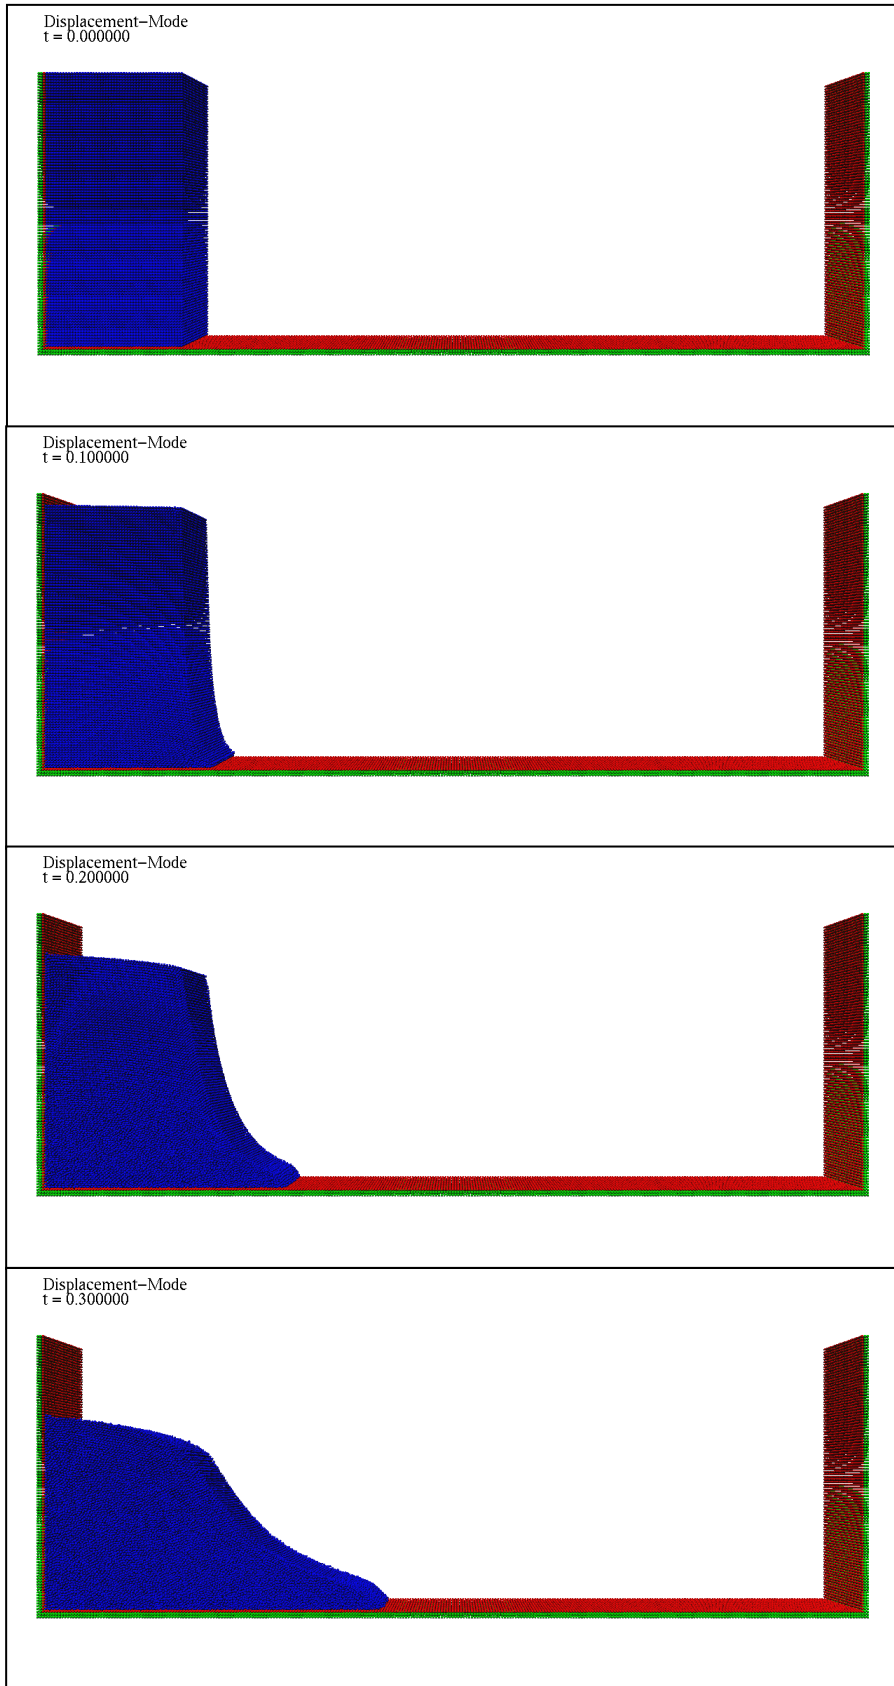 Displacement−Mode
t = 0.000000
Displacement−Mode
t = 0.100000
Displacement−Mode
t = 0.200000
Displacement−Mode
t = 0.300000